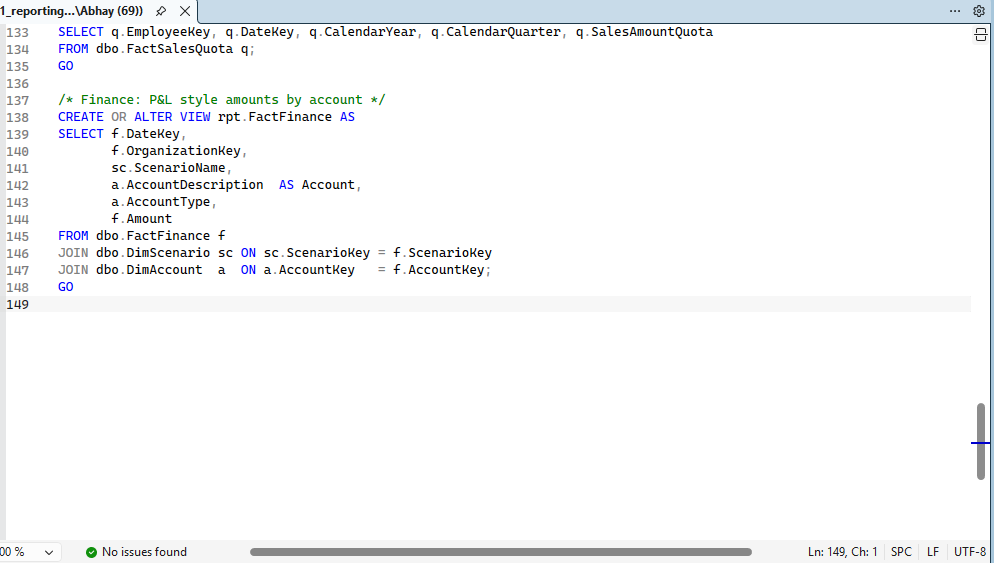 1_reporting...\Abhay (69))
133 SELECT q.EmployeeKey, q.DateKey, q.CalendarYear, q.CalendarQuarter, q.SalesAmountQuota
134 FROM dbo.FactSalesQuota q;
135 GO
136
137 /* Finance: P&L style amounts by account */
138 CREATE OR ALTER VIEW rpt.FactFinance AS
139 SELECT f.DateKey,
140        f.OrganizationKey,
141        sc.ScenarioName,
142        a.AccountDescription  AS Account,
143        a.AccountType,
144        f.Amount
145 FROM dbo.FactFinance f
146 JOIN dbo.DimScenario sc ON sc.ScenarioKey = f.ScenarioKey
147 JOIN dbo.DimAccount  a  ON a.AccountKey   = f.AccountKey;
148 GO
149
00 % No issues found Ln: 149, Ch: 1 SPC LF UTF-8